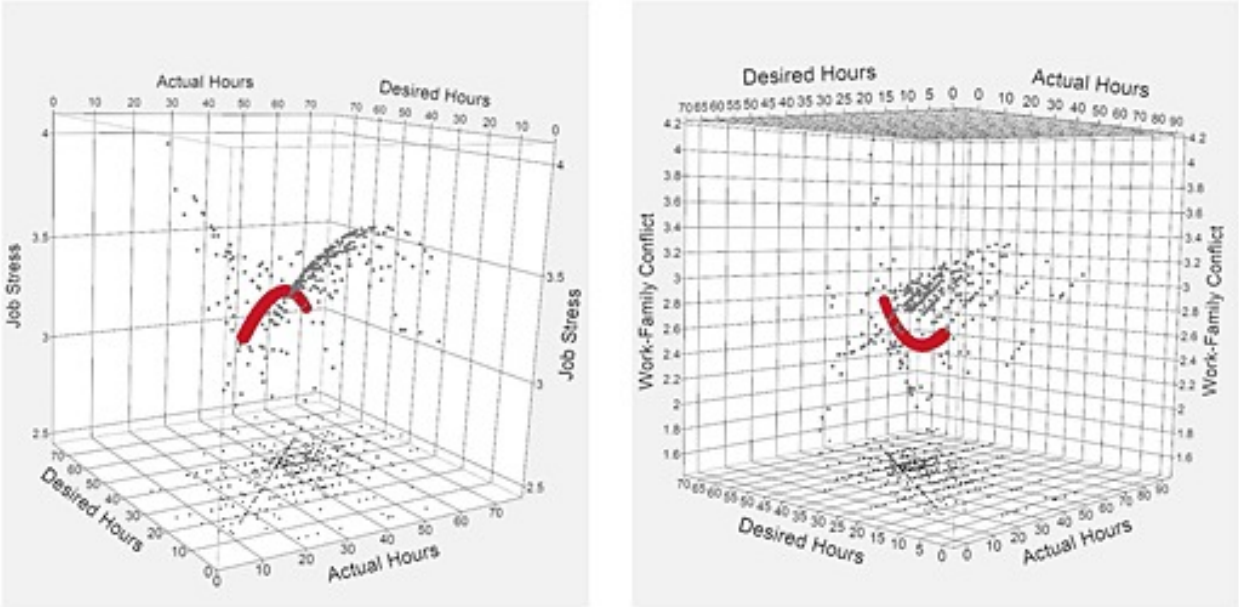 Actual Hours
Desired Hours
0 10 20 30 40 50 60 70 70 60 50 40 30 20 10 0
4
3.5
3
2.5
Job Stress
4
3.5
3
2.5
Job Stress
70 60 50 40 30 20 10 0
Desired Hours
0 10 20 30 40 50 60 70
Actual Hours
Desired Hours
Actual Hours
70 65 60 55 50 45 40 35 30 25 20 15 10 5 0 0 10 20 30 40 50 60 70 80 90
4.2
4
3.8
3.6
3.4
3.2
3
2.8
2.6
2.4
2.2
2
1.8
1.6
Work-Family Conflict
4.2
4
3.8
3.6
3.4
3.2
3
2.8
2.6
2.4
2.2
2
1.8
1.6
Work-Family Conflict
70 65 60 55 50 45 40 35 30 25 20 15 10 5 0
Desired Hours
0 10 20 30 40 50 60 70 80 90
Actual Hours